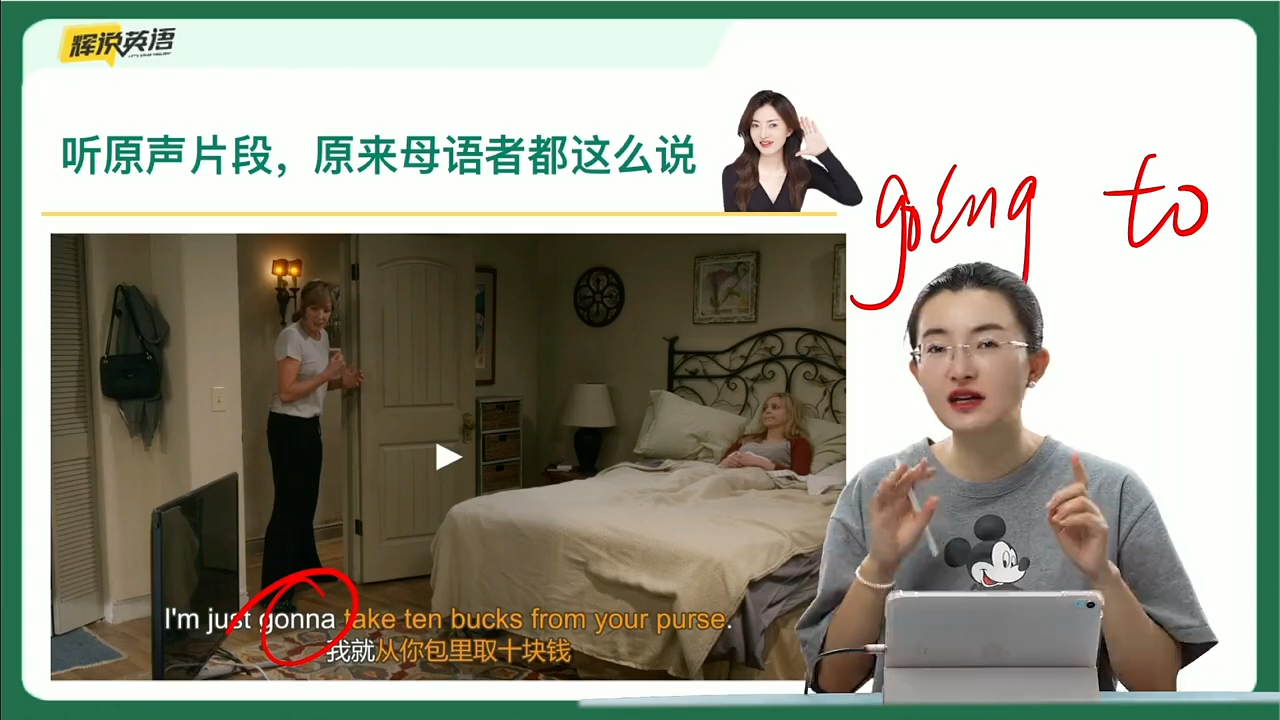 辉说英语
听原声片段，原来母语者都这么说
going to
I'm just gonna take ten bucks from your purse.
我就从你包里取十块钱